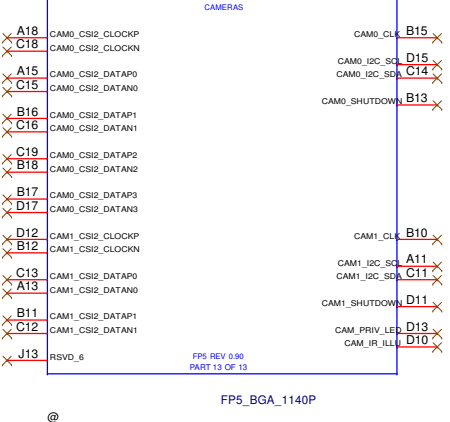 CAMERAS
A18 CAM0_CSI2_CLOCKP CAM0_CLK B15
C18 CAM0_CSI2_CLOCKN
CAM0_I2C_SCL D15
A15 CAM0_CSI2_DATAP0 CAM0_I2C_SDA C14
C15 CAM0_CSI2_DATAN0
CAM0_SHUTDOWN B13
B16 CAM0_CSI2_DATAP1
C16 CAM0_CSI2_DATAN1
C19 CAM0_CSI2_DATAP2
B18 CAM0_CSI2_DATAN2
B17 CAM0_CSI2_DATAP3
D17 CAM0_CSI2_DATAN3
D12 CAM1_CSI2_CLOCKP CAM1_CLK B10
B12 CAM1_CSI2_CLOCKN
CAM1_I2C_SCL A11
C13 CAM1_CSI2_DATAP0 CAM1_I2C_SDA C11
A13 CAM1_CSI2_DATAN0
CAM1_SHUTDOWN D11
B11 CAM1_CSI2_DATAP1
C12 CAM1_CSI2_DATAN1 CAM_PRIV_LED D13
CAM_IR_ILLU D10
J13 RSVD_6 FP5 REV 0.90
PART 13 OF 13
FP5_BGA_1140P
@